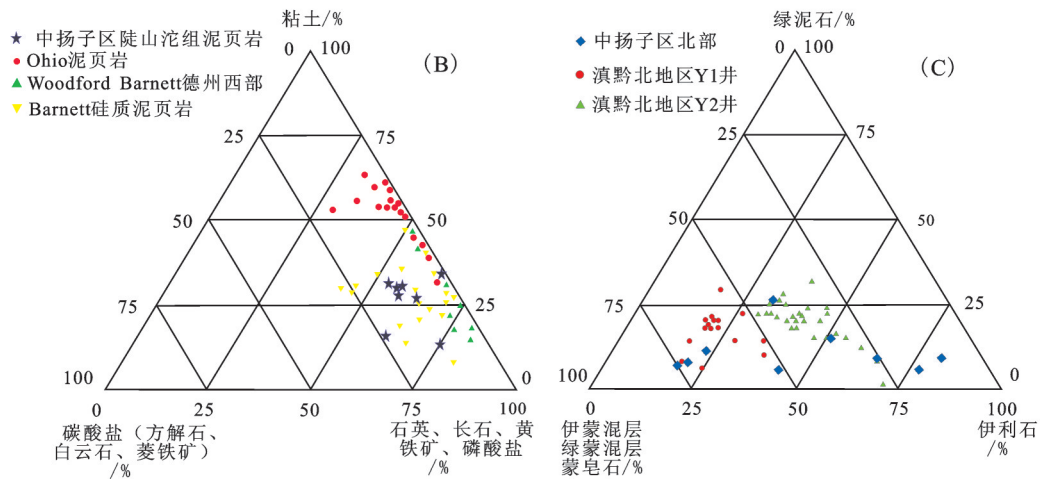 粘土/%
0 100
中扬子区陡山沱组泥页岩
Ohio泥页岩
Woodford Barnett德州西部
Barnett硅质泥页岩
(B)
25
75
50
50
75
25
100
0
0
25
50
75
100
碳酸盐（方解石、
白云石、菱铁矿）
/%
石英、长石、黄
铁矿、磷酸盐
/%
绿泥石/%
0 100
中扬子区北部
滇黔北地区Y1井
滇黔北地区Y2井
(C)
25
75
50
50
75
25
100
0
0
25
50
75
100
伊蒙混层
绿蒙混层
蒙皂石/%
伊利石
/%